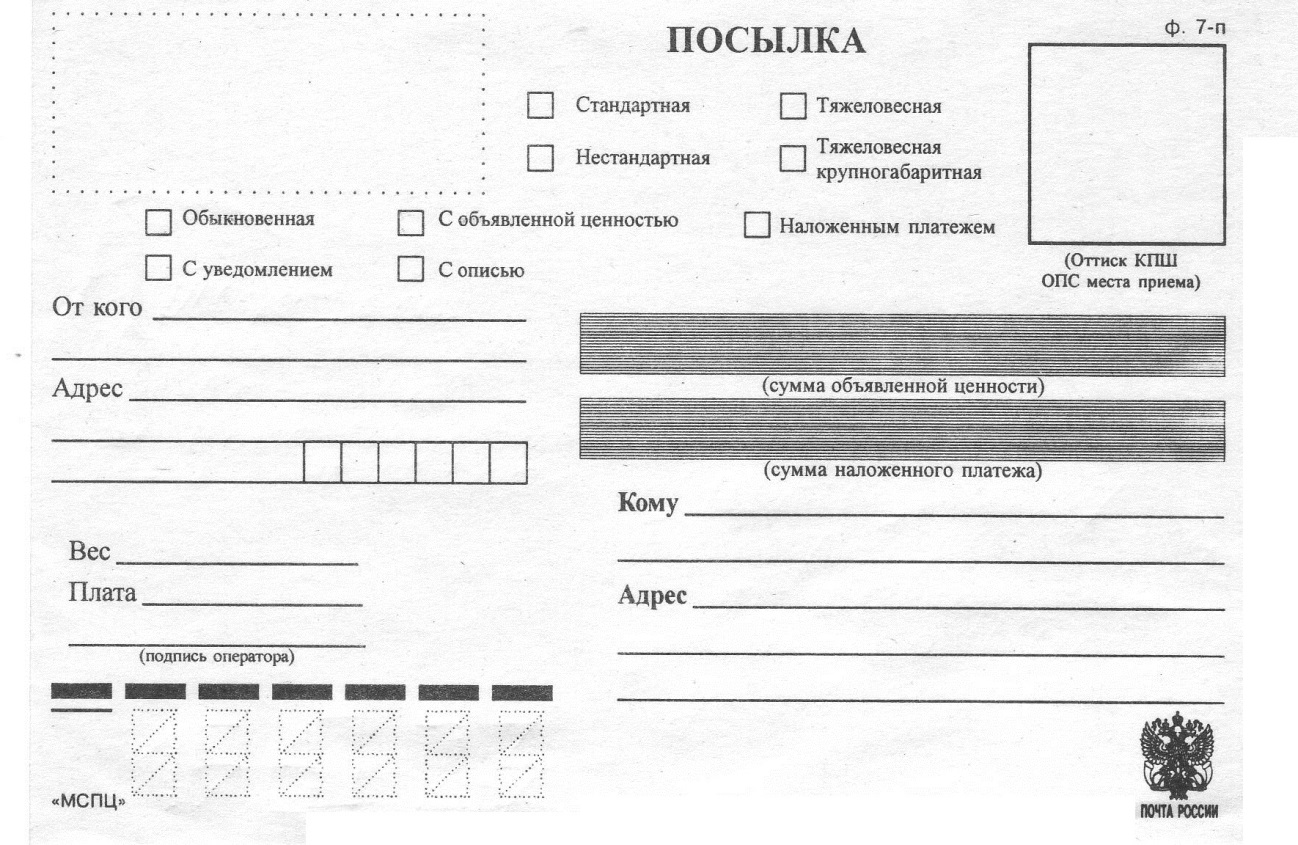 ф. 7-п
ПОСЫЛКА
Стандартная
Тяжеловесная
Нестандартная
Тяжеловесная
крупногабаритная
Обыкновенная
С объявленной ценностью
Наложенным платежем
С уведомлением
С описью
(Оттиск КПШ
ОПС места приема)
От кого
(сумма объявленной ценности)
Адрес
(сумма наложенного платежа)
Кому
Вес
Плата
Адрес
(подпись оператора)
«МСПЦ»
ПОЧТА РОССИИ